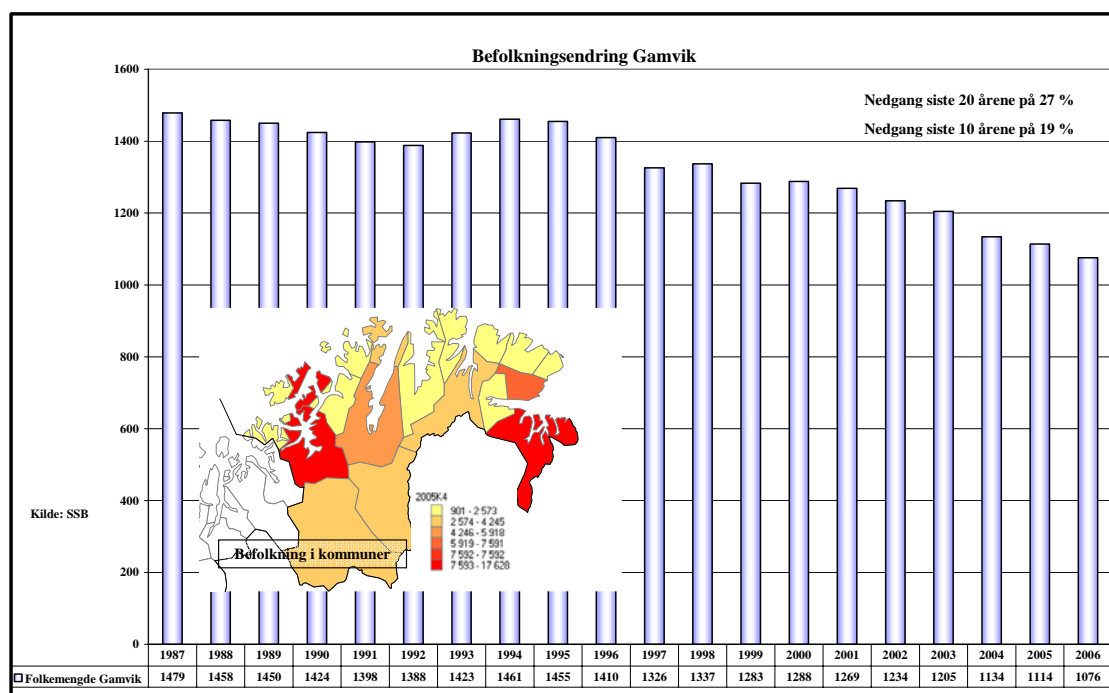 Befolkningsendring Gamvik
Nedgang siste 20 årene på 27 %
Nedgang siste 10 årene på 19 %
1600
1400
1200
1000
800
600
400
200
0
Kilde: SSB
2005K4
901 - 2 573
2 574 - 4 245
4 246 - 5 918
5 919 - 7 591
7 592 - 7 592
7 593 - 17 628
Befolkning i kommuner
1987 1988 1989 1990 1991 1992 1993 1994 1995 1996 1997 1998 1999 2000 2001 2002 2003 2004 2005 2006
Folkemengde Gamvik 1479 1458 1450 1424 1398 1388 1423 1461 1455 1410 1326 1337 1283 1288 1269 1234 1205 1134 1114 1076